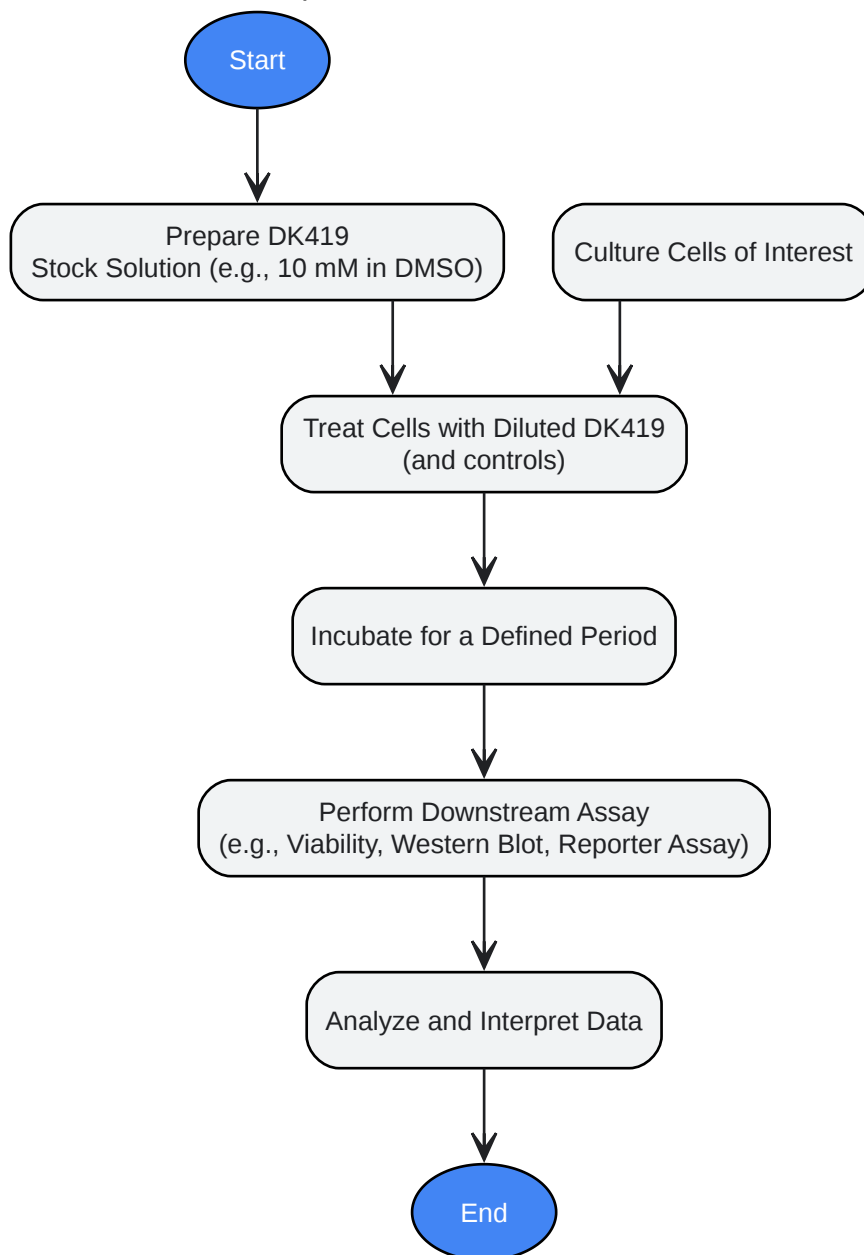 Start
Prepare DK419
Stock Solution (e.g., 10 mM in DMSO)
Culture Cells of Interest
Treat Cells with Diluted DK419
(and controls)
Incubate for a Defined Period
Perform Downstream Assay
(e.g., Viability, Western Blot, Reporter Assay)
Analyze and Interpret Data
End